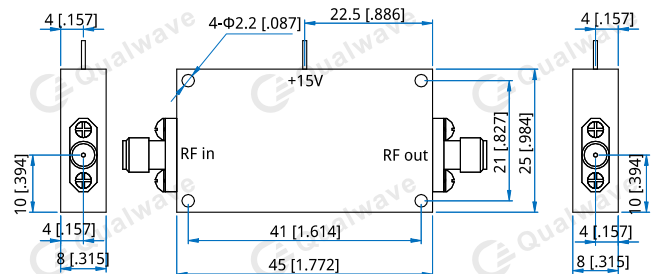 4 [.157]
4-Φ2.2 [.087]
22.5 [.886]
4 [.157]
+15V
RF in
RF out
21 [.827]
25 [.984]
10 [.394]
10 [.394]
4 [.157]
8 [.315]
41 [1.614]
45 [1.772]
4 [.157]
8 [.315]
Qualwave
Qualwave
Qualwave
Qualwave
Qualwave
Qualwave